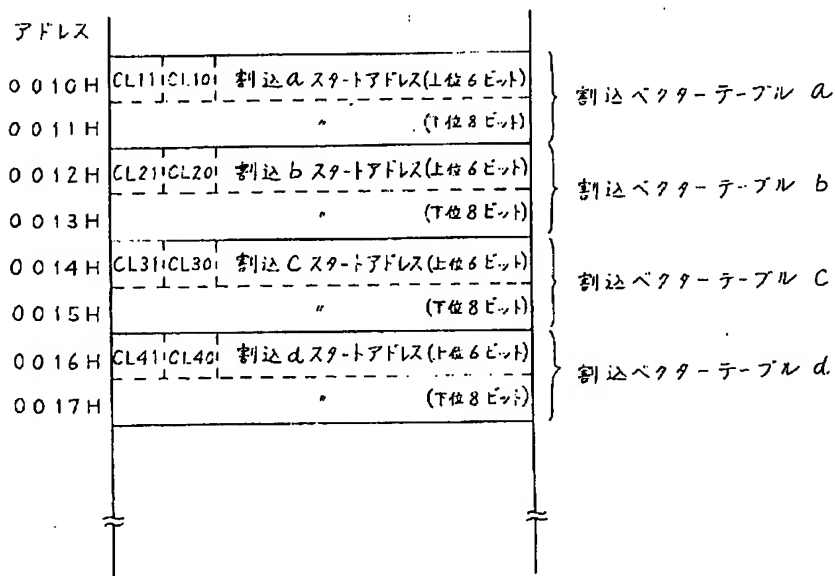 アドレス
0010H CL11 CL10 割込a スタートアドレス(上位6ビット)
0011H 〃 (下位8ビット)
割込ベクターテーブル a
0012H CL21 CL20 割込b スタートアドレス(上位6ビット)
0013H 〃 (下位8ビット)
割込ベクターテーブル b
0014H CL31 CL30 割込C スタートアドレス(上位6ビット)
0015H 〃 (下位8ビット)
割込ベクターテーブル C
0016H CL41 CL40 割込d スタートアドレス(上位6ビット)
0017H 〃 (下位8ビット)
割込ベクターテーブル d.